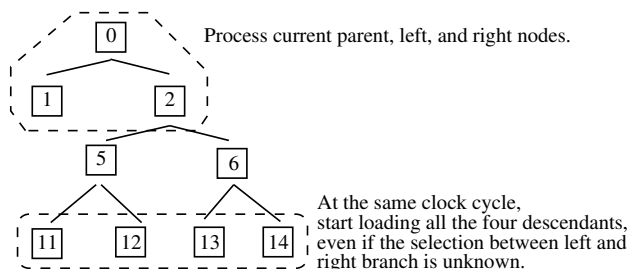 0
Process current parent, left, and right nodes.
1 2
5 6
At the same clock cycle,
start loading all the four descendants,
even if the selection between left and
right branch is unknown.
11 12 13 14